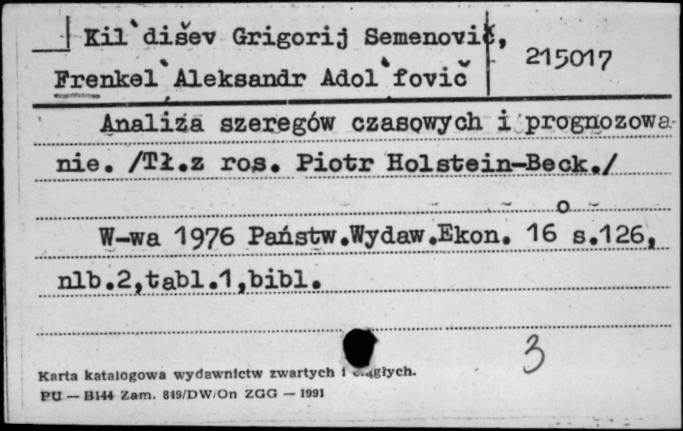 Kil`dišev Grigorij Semenovič,
215017
Frenkel`Aleksandr Adol`fovič
Analiza szeregów czasowych i prognozowa-
nie. /Tł.z ros. Piotr Holstein-Beck./
W-wa 1976 Państw.Wydaw.Ekon. 16° s.126,
nlb.2,tabl.1,bibl.
3
Karta katalogowa wydawnictw zwartych i ciągłych.
PU — B144 Zam. 849/DW/On ZGG — 1991